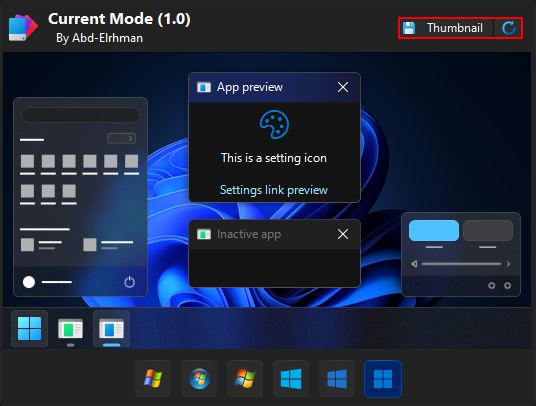 Current Mode (1.0)
By Abd-Elrhman
Thumbnail
App preview
This is a setting icon
Settings link preview
Inactive app